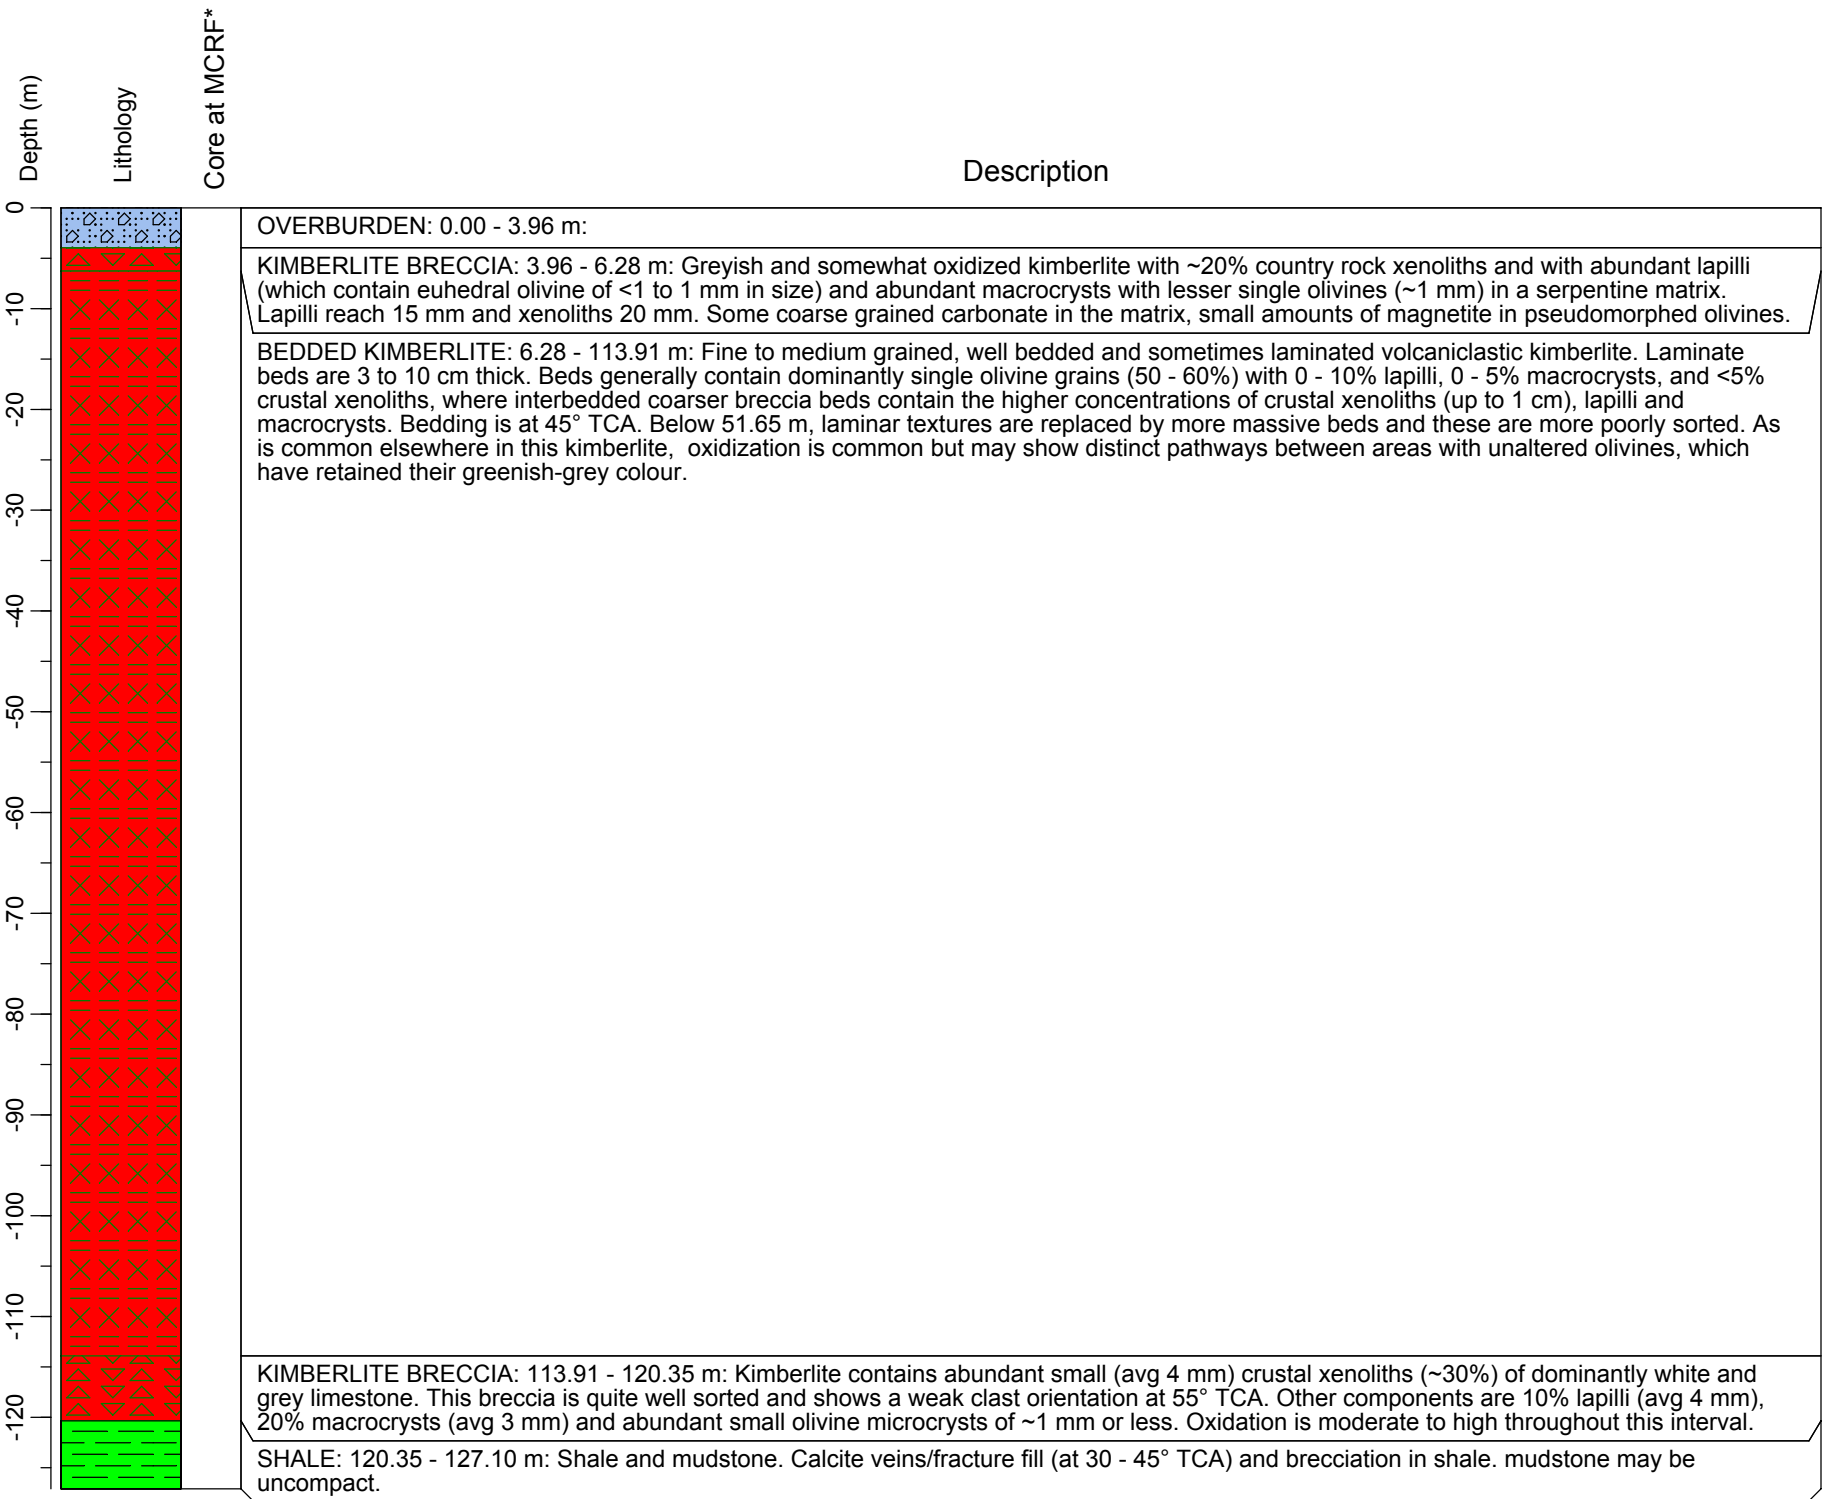 Depth (m)
Lithology
Core at MCRF*
Description
0
OVERBURDEN: 0.00 - 3.96 m:
KIMBERLITE BRECCIA: 3.96 - 6.28 m: Greyish and somewhat oxidized kimberlite with ~20% country rock xenoliths and with abundant lapilli
(which contain euhedral olivine of <1 to 1 mm in size) and abundant macrocrysts with lesser single olivines (~1 mm) in a serpentine matrix.
Lapilli reach 15 mm and xenoliths 20 mm. Some coarse grained carbonate in the matrix, small amounts of magnetite in pseudomorphed olivines.
-10
BEDDED KIMBERLITE: 6.28 - 113.91 m: Fine to medium grained, well bedded and sometimes laminated volcaniclastic kimberlite. Laminate
beds are 3 to 10 cm thick. Beds generally contain dominantly single olivine grains (50 - 60%) with 0 - 10% lapilli, 0 - 5% macrocrysts, and <5%
crustal xenoliths, where interbedded coarser breccia beds contain the higher concentrations of crustal xenoliths (up to 1 cm), lapilli and
macrocrysts. Bedding is at 45° TCA. Below 51.65 m, laminar textures are replaced by more massive beds and these are more poorly sorted. As
is common elsewhere in this kimberlite,  oxidization is common but may show distinct pathways between areas with unaltered olivines, which
have retained their greenish-grey colour.
-20
-30
-40
-50
-60
-70
-80
-90
-100
-110
KIMBERLITE BRECCIA: 113.91 - 120.35 m: Kimberlite contains abundant small (avg 4 mm) crustal xenoliths (~30%) of dominantly white and
grey limestone. This breccia is quite well sorted and shows a weak clast orientation at 55° TCA. Other components are 10% lapilli (avg 4 mm),
20% macrocrysts (avg 3 mm) and abundant small olivine microcrysts of ~1 mm or less. Oxidation is moderate to high throughout this interval.
-120
SHALE: 120.35 - 127.10 m: Shale and mudstone. Calcite veins/fracture fill (at 30 - 45° TCA) and brecciation in shale. mudstone may be
uncompact.